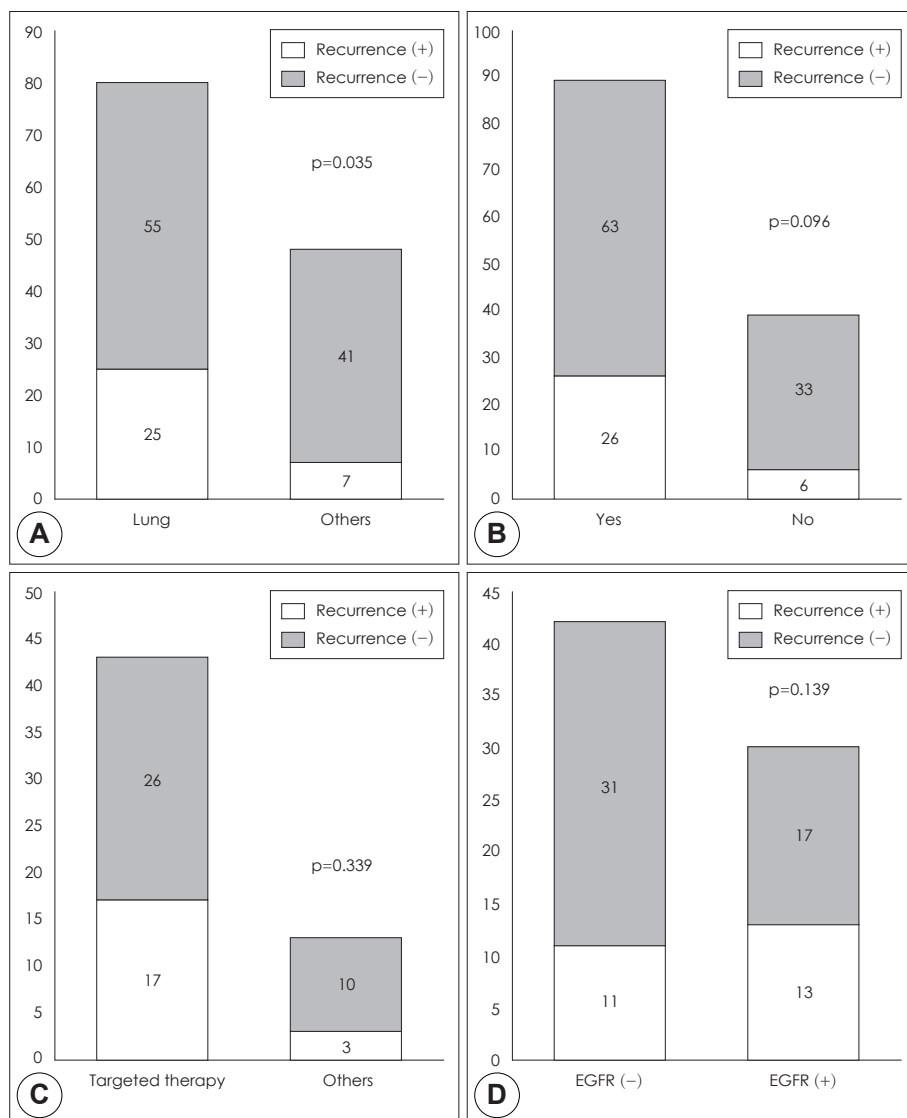 90
80
70
60
50
40
30
20
10
0
Recurrence (+)
Recurrence (−)
p=0.035
55
25
41
7
Lung
Others
A
100
90
80
70
60
50
40
30
20
10
0
Recurrence (+)
Recurrence (−)
p=0.096
63
26
33
6
Yes
No
B
50
45
40
35
30
25
20
15
10
5
0
Recurrence (+)
Recurrence (−)
p=0.339
26
17
10
3
Targeted therapy
Others
C
45
40
35
30
25
20
15
10
5
0
Recurrence (+)
Recurrence (−)
p=0.139
31
11
17
13
EGFR (−)
EGFR (+)
D